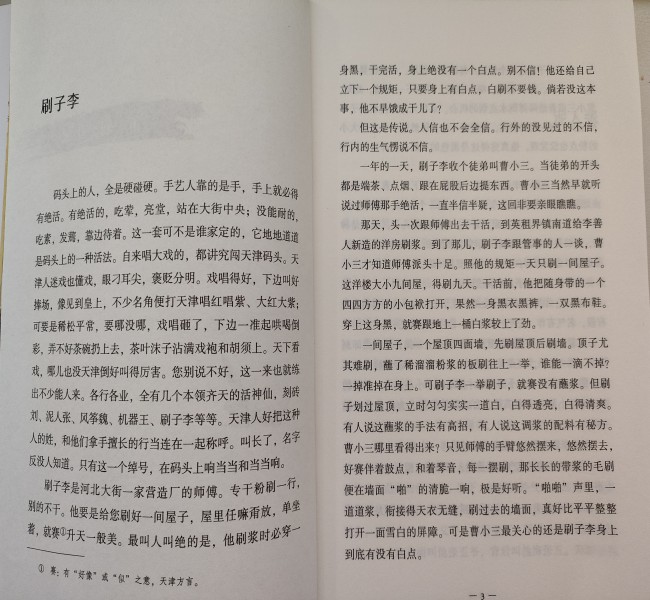 刷子李
码头上的人，全是硬碰硬。手艺人靠的是手，手上就必得
有绝活。有绝活的，吃荤，亮堂，站在大街中央；没能耐的，
吃素，发蔫，靠边待着。这一套可不是谁家定的，它地地道道
是码头上的一种活法。自来唱大戏的，都讲究闯天津码头。天
津人迷戏也懂戏，眼刁耳尖，褒贬分明。戏唱得好，下边叫好
捧场，像见到皇上，不少名角便打天津唱红唱紫、大红大紫；
可要是稀松平常，要哪没哪，戏唱砸了，下边一准起哄喝倒
彩，弄不好茶碗扔上去，茶叶沫子沾满戏袍和胡须上。天下看
戏，哪儿也没天津倒好叫得厉害。您别说不好，这一来也就练
出不少能人来。各行各业，全有几个本领齐天的活神仙，刻砖
刘、泥人张、风筝魏、机器王、刷子李等等。天津人好把这种
人的姓，和他们拿手擅长的行当连在一起称呼。叫长了，名字
反没人知道。只有这一个绰号，在码头上响当当和当当响。
刷子李是河北大街一家营造厂的师傅。专干粉刷一行，
别的不干。他要是给您刷好一间屋子，屋里任嘛甭放，单坐
着，就赛①升天一般美。最叫人叫绝的是，他刷浆时必穿一
① 赛：有“好像”或“似”之意，天津方言。
身黑，干完活，身上绝没有一个白点。别不信！他还给自己
立下一个规矩，只要身上有白点，白刷不要钱。倘若没这本
事，他不早饿成干儿了？
但这是传说。人信也不会全信。行外的没见过的不信，
行内的生气愣说不信。
一年的一天，刷子李收个徒弟叫曹小三。当徒弟的开头
都是端茶、点烟、跟在屁股后边提东西。曹小三当然早就听
说过师傅那手绝活，一直半信半疑，这回非要亲眼瞧瞧。
那天，头一次跟师傅出去干活，到英租界镇南道给李善
人新造的洋房刷浆。到了那儿，刷子李跟管事的人一谈，曹
小三才知道师傅派头十足。照他的规矩一天只刷一间屋子。
这洋楼大小九间屋，得刷九天。干活前，他把随身带的一个
四四方方的小包袱打开，果然一身黑衣黑裤，一双黑布鞋。
穿上这身黑，就赛跟地上一桶白浆较上了劲。
一间屋子，一个屋顶四面墙，先刷屋顶后刷墙。顶子尤
其难刷，蘸了稀溜溜粉浆的板刷往上一举，谁能一滴不掉？
一掉准掉在身上。可刷子李一举刷子，就赛没有蘸浆。但刷
子划过屋顶，立时匀匀实实一道白，白得透亮，白得清爽。
有人说这蘸浆的手法有高招，有人说这调浆的配料有秘方。
曹小三哪里看得出来？只见师傅的手臂悠然摆来，悠然摆去，
好赛伴着鼓点，和着琴音，每一摆刷，那长长的带浆的毛刷
便在墙面“啪”的清脆一响，极是好听。“啪啪”声里，一
道道浆，衔接得天衣无缝，刷过去的墙面，真好比平平整整
打开一面雪白的屏障。可是曹小三最关心的还是刷子李身上
到底有没有白点。
3